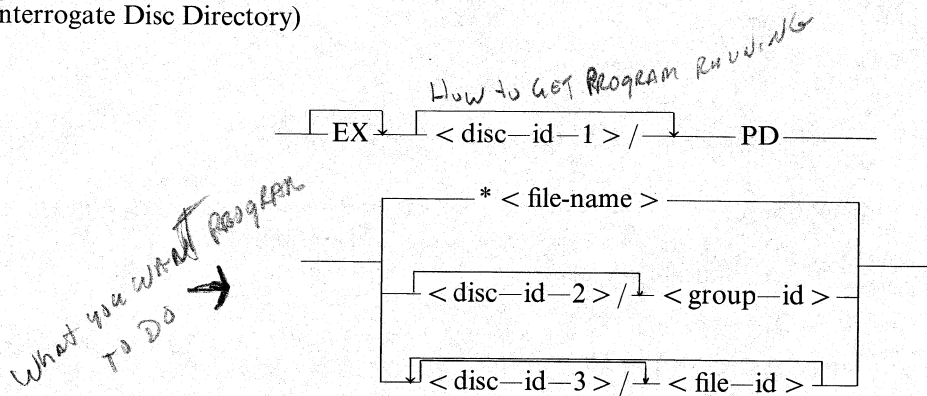 nterrogate Disc Directory)
HOW TO GET PROGRAM RUNNING
EX < disc—id—1 > / PD
* < file-name >
What you WANT PROGRAM
TO DO
< disc—id—2 > / < group—id >
< disc—id—3 > / < file—id >